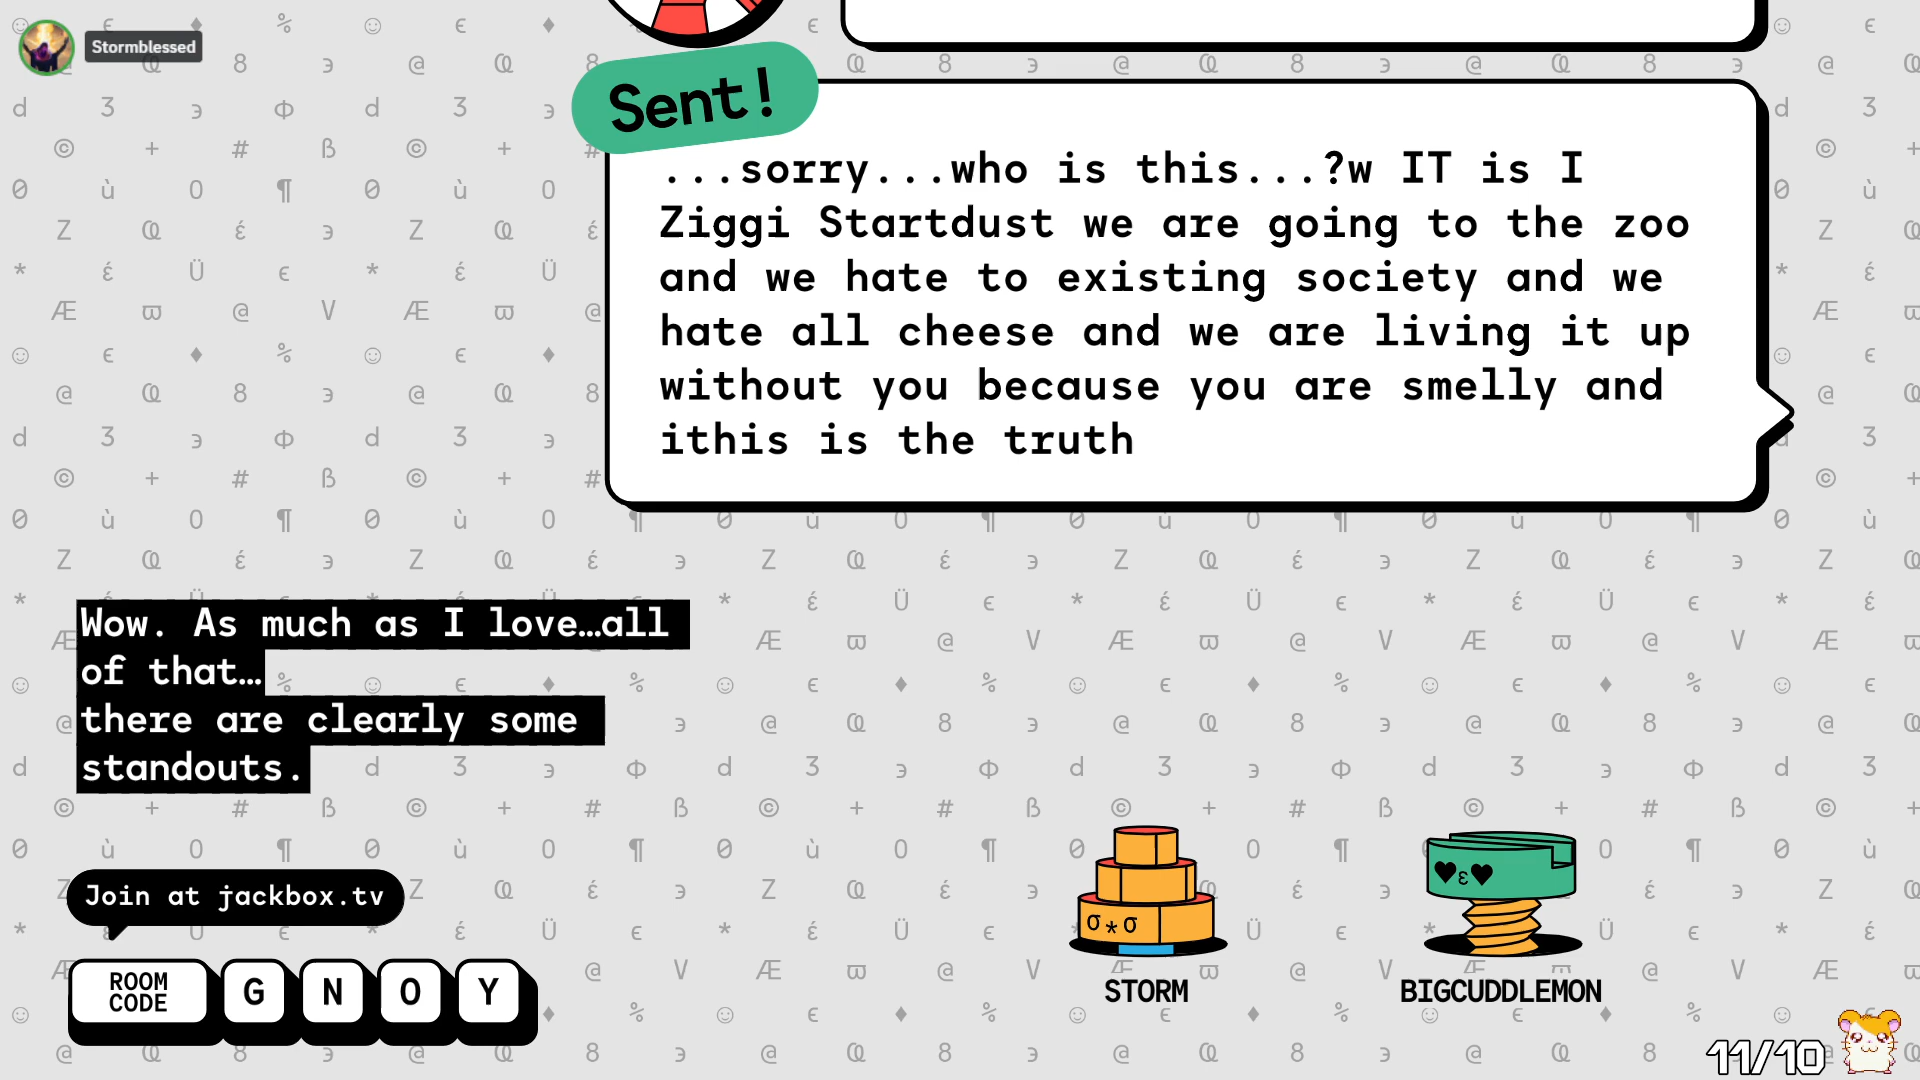 Stormblessed
Sent!
...sorry...who is this...?w IT is I
Ziggi Startdust we are going to the zoo
and we hate to existing society and we
hate all cheese and we are living it up
without you because you are smelly and
ithis is the truth
Wow. As much as I love…all
of that…
there are clearly some
standouts.
Join at jackbox.tv
ROOM
CODE
G N O Y
σ*σ
♥ε♥
STORM
BIGCUDDLEMON
11/10